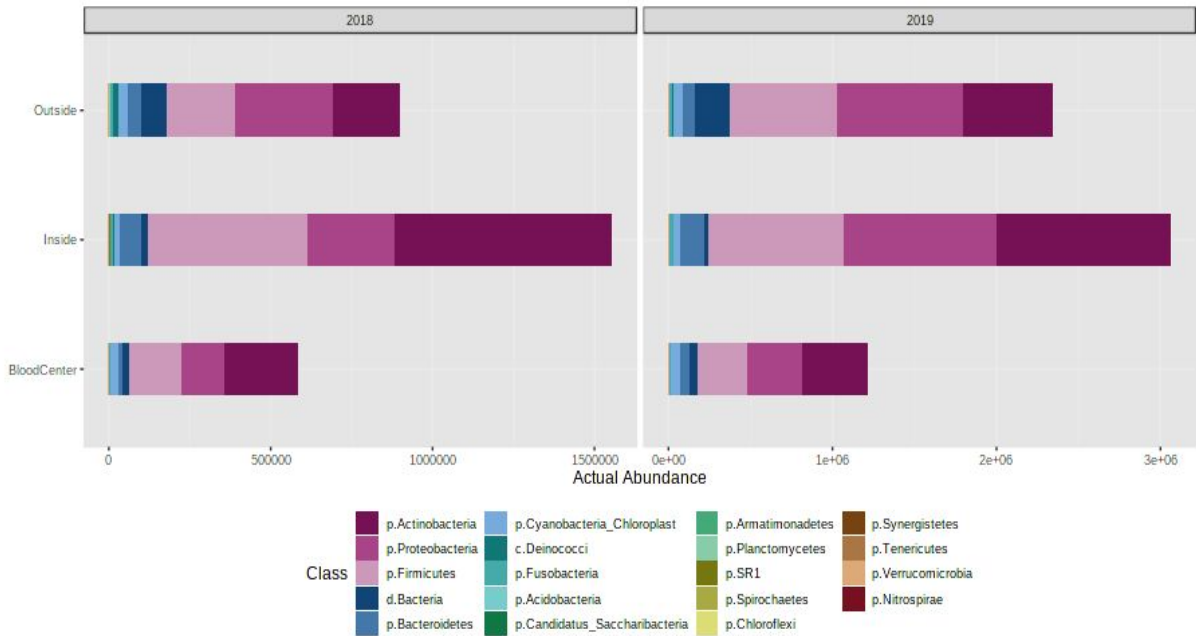 2018 2019
Outside
Inside
BloodCenter
0 500000 1000000 1500000 0e+00 1e+06 2e+06 3e+06
Actual Abundance
p.Actinobacteria p.Cyanobacteria_Chloroplast p.Armatimonadetes p.Synergistetes
p.Proteobacteria c.Deinococci p.Planctomycetes p.Tenericutes
Class p.Firmicutes p.Fusobacteria p.SR1 p.Verrucomicrobia
d.Bacteria p.Acidobacteria p.Spirochaetes p.Nitrospirae
p.Bacteroidetes p.Candidatus_Saccharibacteria p.Chloroflexi